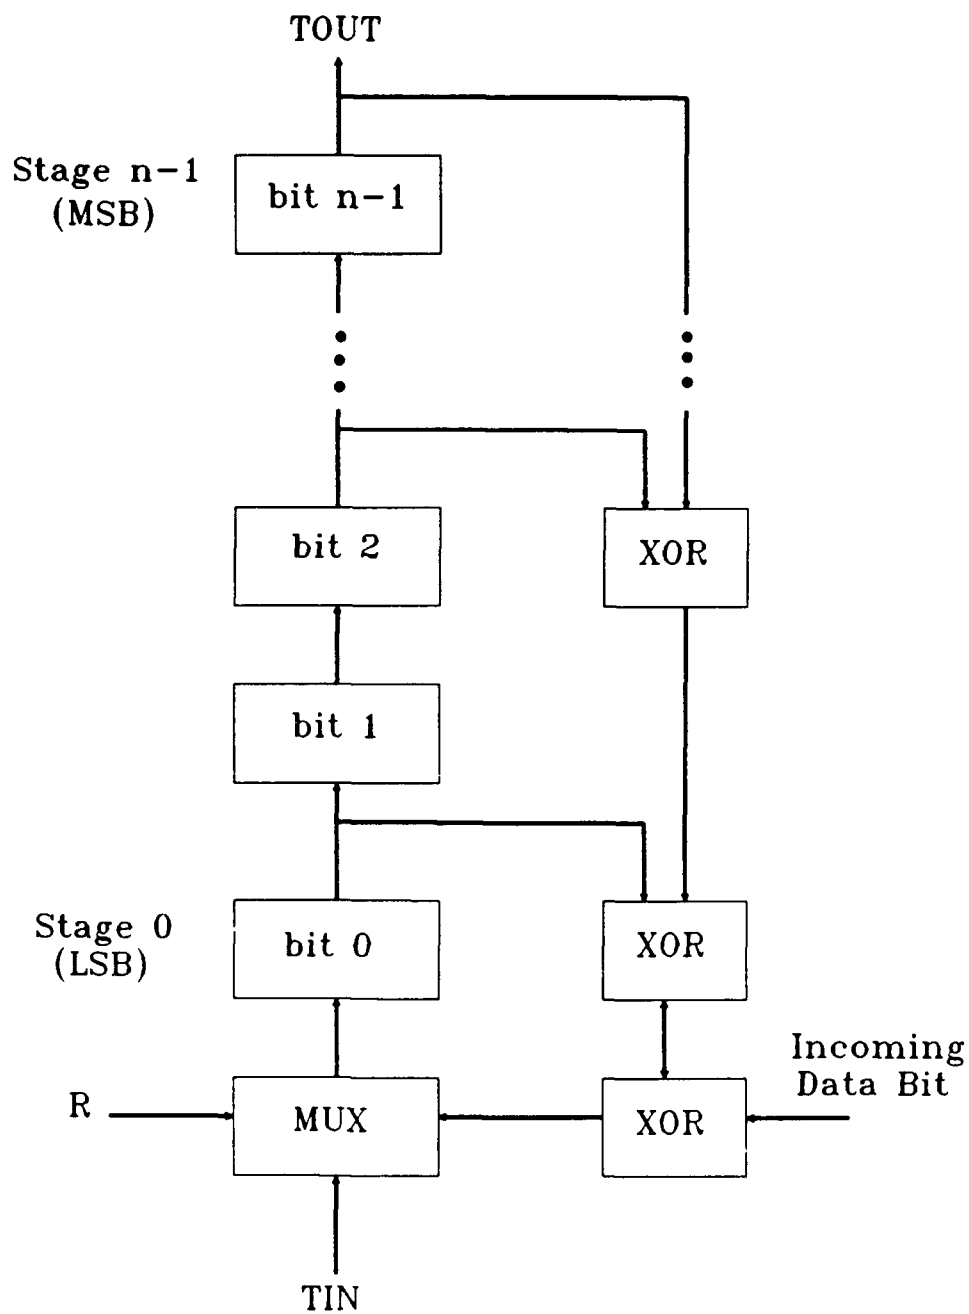 TOUT
Stage n-1
(MSB)
bit n-1
bit 2
XOR
bit 1
Stage 0
(LSB)
bit 0
XOR
Incoming
Data Bit
R
MUX
XOR
TIN